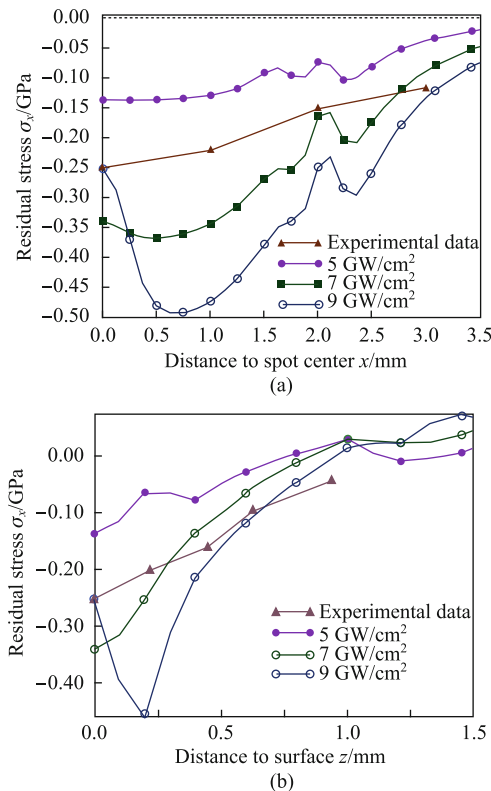 0.00
−0.05
−0.10
−0.15
−0.20
−0.25
−0.30
−0.35
−0.40
−0.45
−0.50
Residual stress σx/GPa
Experimental data
5 GW/cm²
7 GW/cm²
9 GW/cm²
0.0 0.5 1.0 1.5 2.0 2.5 3.0 3.5
Distance to spot center x/mm
(a)
0.00
−0.10
−0.20
−0.30
−0.40
Residual stress σx/GPa
Experimental data
5 GW/cm²
7 GW/cm²
9 GW/cm²
0.0 0.5 1.0 1.5
Distance to surface z/mm
(b)